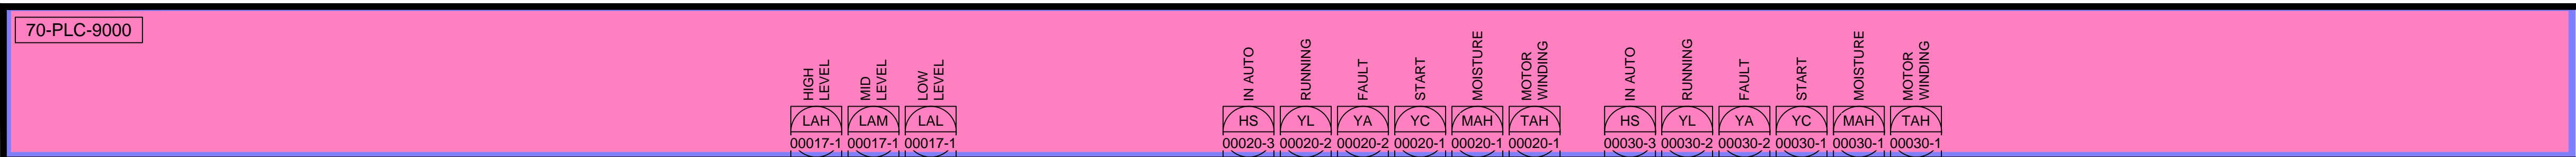 70-PLC-9000
HIGH LEVEL
MID LEVEL
LOW LEVEL
IN AUTO
RUNNING
FAULT
START
MOISTURE
MOTOR WINDING
IN AUTO
RUNNING
FAULT
START
MOISTURE
MOTOR WINDING
LAH LAM LAL HS YL YA YC MAH TAH HS YL YA YC MAH TAH
00017-1 00017-1 00017-1 00020-3 00020-2 00020-2 00020-1 00020-1 00020-1 00030-3 00030-2 00030-2 00030-1 00030-1 00030-1